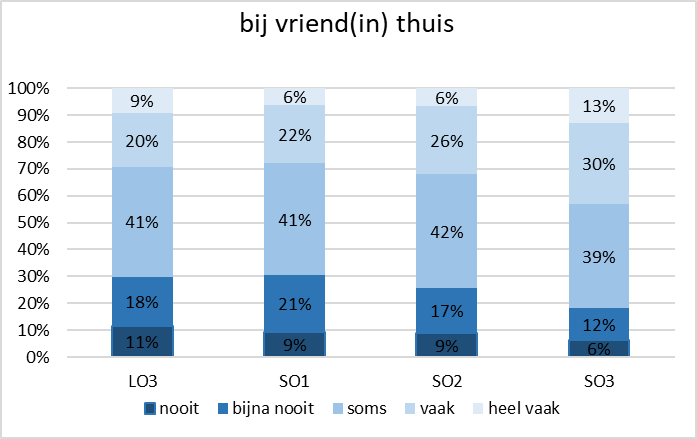 bij vriend(in) thuis
100%
90%
80%
70%
60%
50%
40%
30%
20%
10%
0%
9% 6% 6% 13%
20% 22% 26% 30%
41% 41% 42% 39%
18% 21% 17% 12%
11% 9% 9% 6%
LO3 SO1 SO2 SO3
nooit bijna nooit soms vaak heel vaak